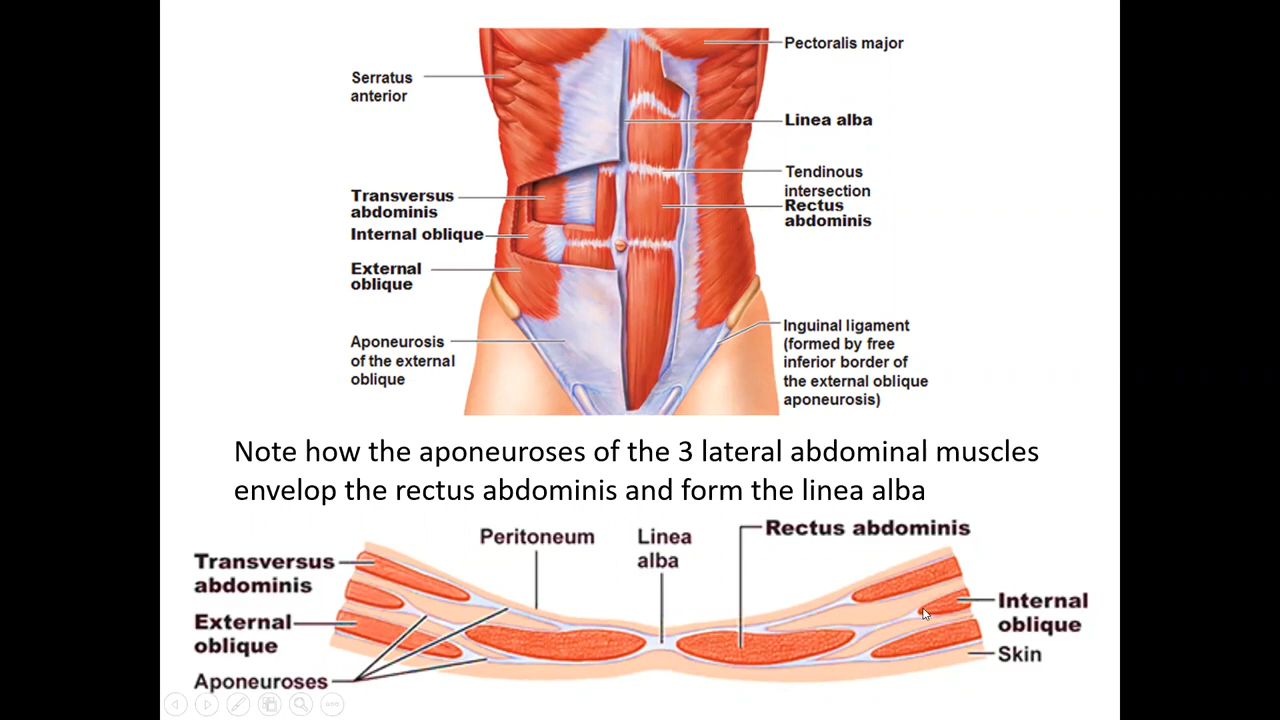 Pectoralis major
Serratus
anterior
Linea alba
Tendinous
intersection
Transversus
abdominis
Rectus
abdominis
Internal oblique
External
oblique
Inguinal ligament
(formed by free
inferior border of
the external oblique
aponeurosis)
Aponeurosis
of the external
oblique
Note how the aponeuroses of the 3 lateral abdominal muscles
envelop the rectus abdominis and form the linea alba
Rectus abdominis
Peritoneum
Linea
alba
Transversus
abdominis
Internal
oblique
External
oblique
Skin
Aponeuroses